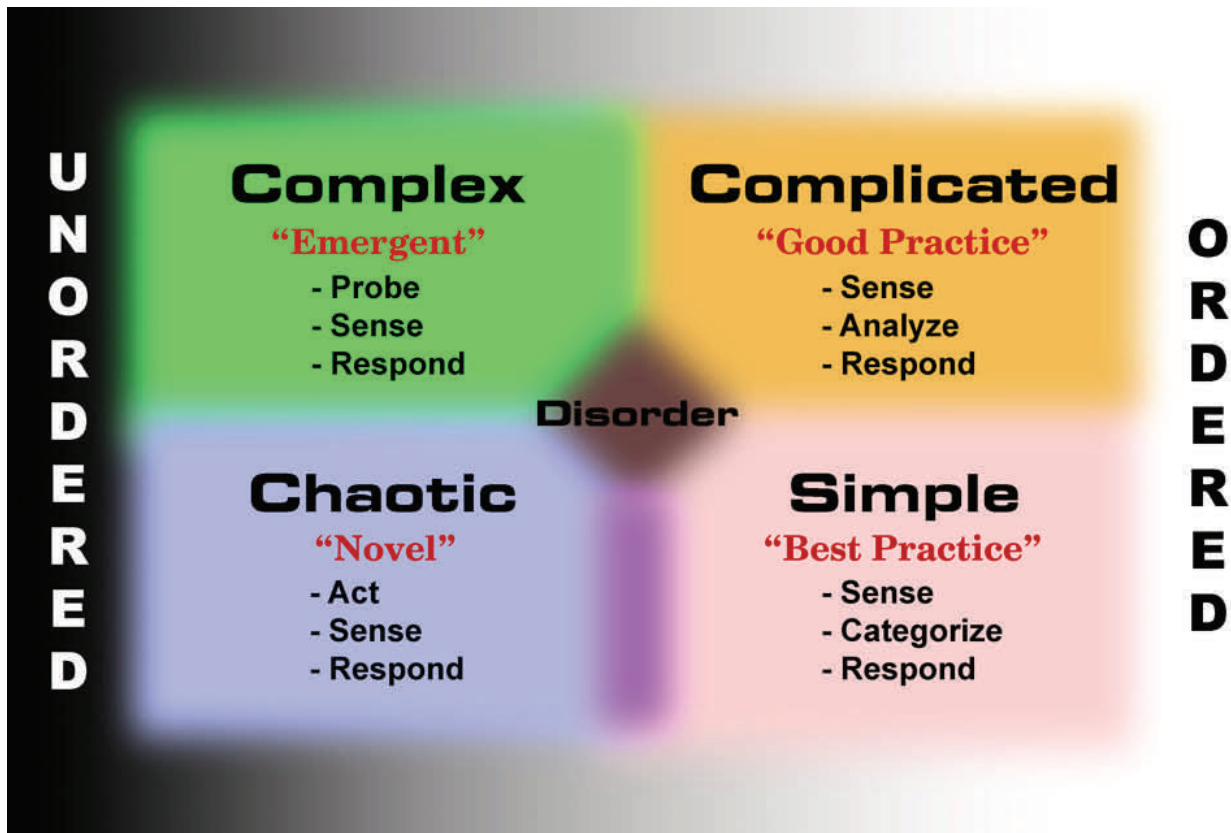 UNORDERED
Complex
“Emergent”
- Probe
- Sense
- Respond
Complicated
“Good Practice”
- Sense
- Analyze
- Respond
Disorder
Chaotic
“Novel”
- Act
- Sense
- Respond
Simple
“Best Practice”
- Sense
- Categorize
- Respond
ORDERED